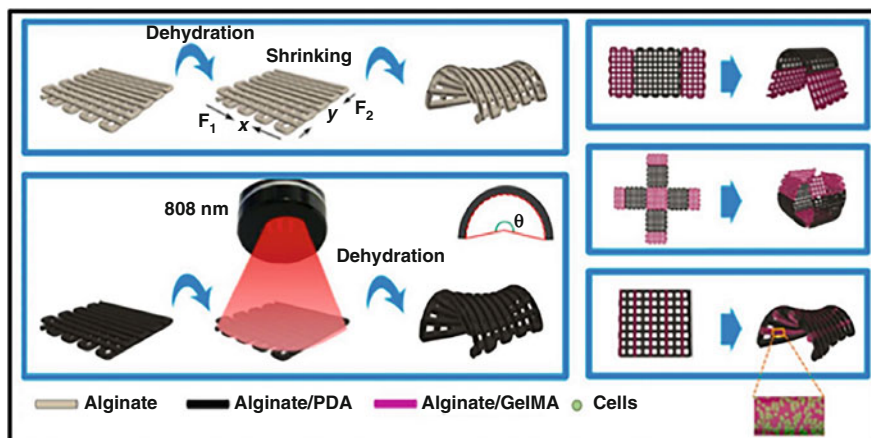 Dehydration
Shrinking
F1 x y F2
808 nm
θ
Dehydration
Alginate Alginate/PDA Alginate/GelMA Cells